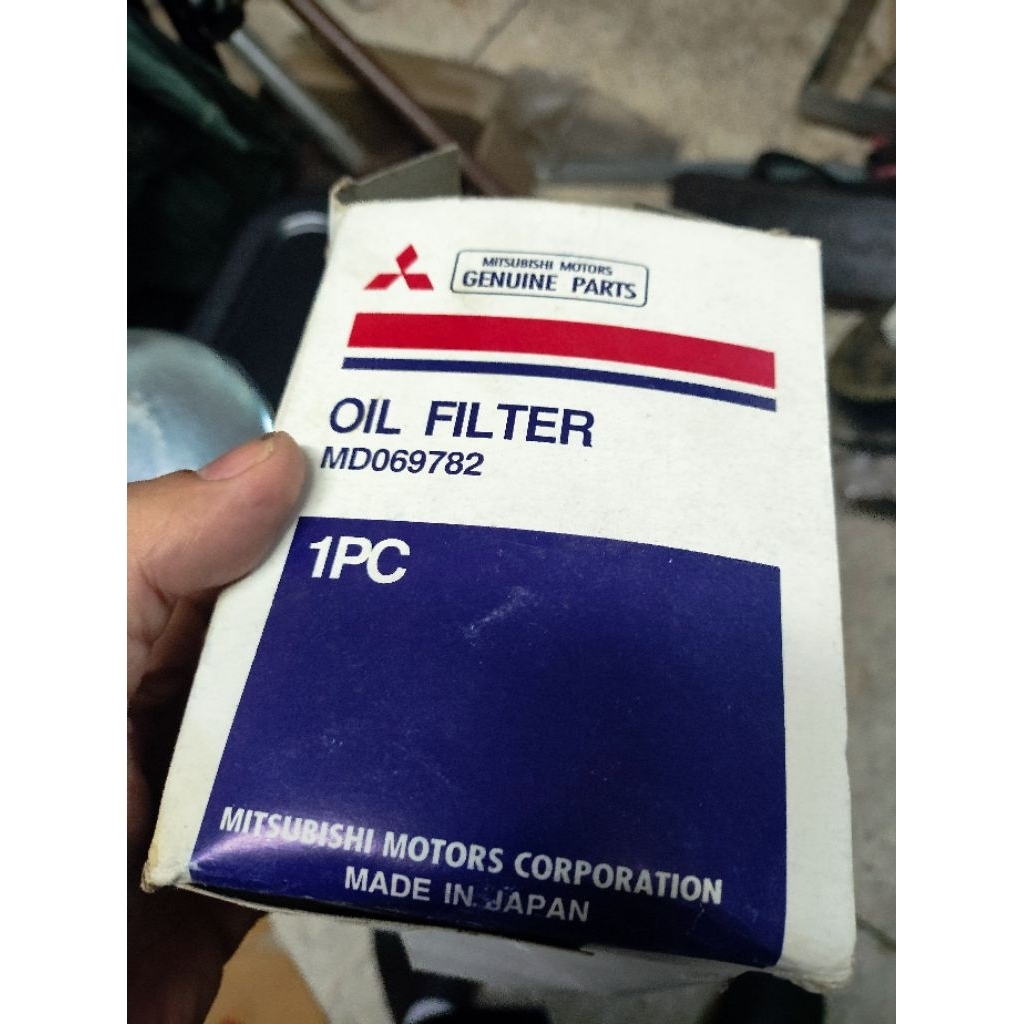 MITSUBISHI MOTORS
GENUINE PARTS
OIL FILTER
MD069782
1PC
MITSUBISHI MOTORS CORPORATION
MADE IN JAPAN